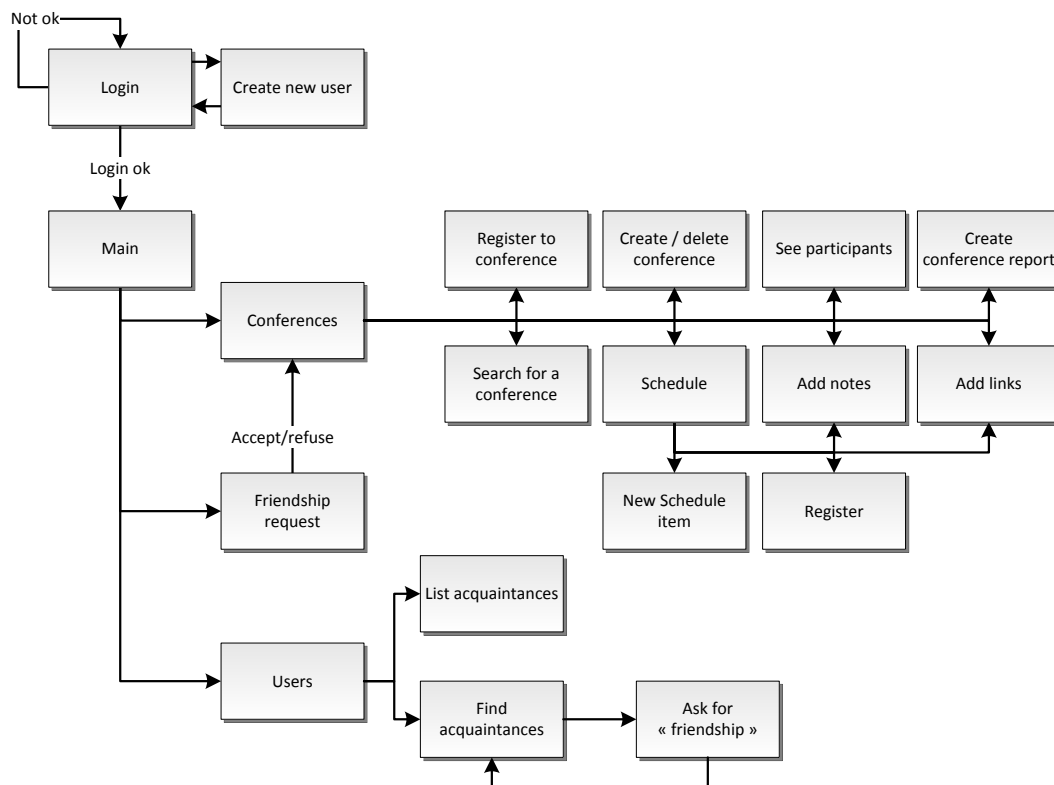 Not ok
Login
Create new user
Login ok
Main
Register to
conference
Create / delete
conference
See participants
Create
conference report
Conferences
Search for a
conference
Schedule
Add notes
Add links
Accept/refuse
Friendship
request
New Schedule
item
Register
List acquaintances
Users
Find
acquaintances
Ask for
« friendship »